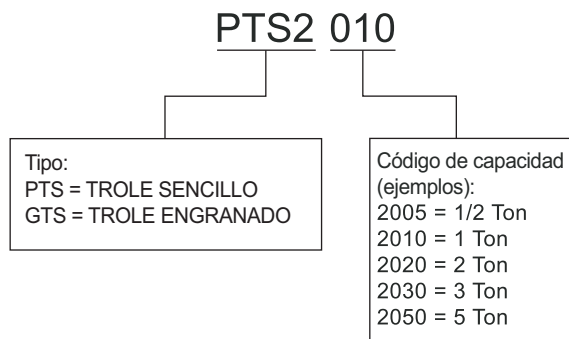 PTS2 010
Tipo:
PTS = TROLE SENCILLO
GTS = TROLE ENGRANADO
Código de capacidad
(ejemplos):
2005 = 1/2 Ton
2010 = 1 Ton
2020 = 2 Ton
2030 = 3 Ton
2050 = 5 Ton